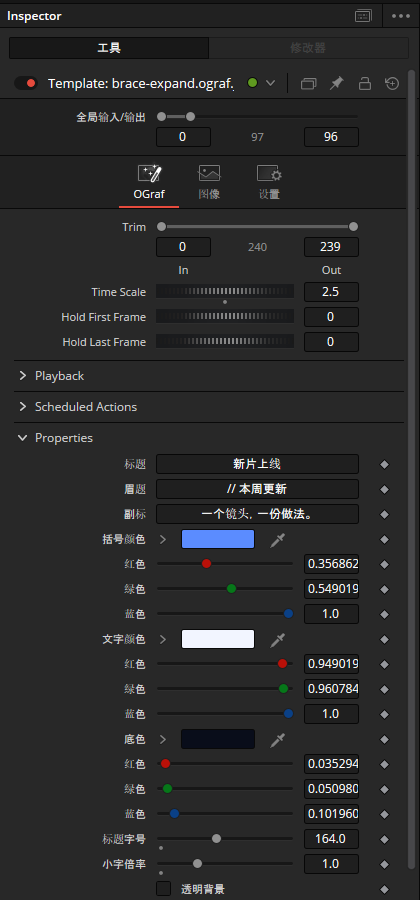 Inspector
工具
修改器
Template: brace-expand.ograf.
全局输入/输出
0
97
96
OGraf
图像
设置
Trim
0
240
239
In
Out
Time Scale
2.5
Hold First Frame
0
Hold Last Frame
0
Playback
Scheduled Actions
Properties
标题
新片上线
眉题
// 本周更新
副标
一个镜头，一份做法。
括号颜色
红色
0.356862
绿色
0.549019
蓝色
1.0
文字颜色
红色
0.949019
绿色
0.960784
蓝色
1.0
底色
红色
0.035294
绿色
0.050980
蓝色
0.101960
标题字号
164.0
小字倍率
1.0
透明背景